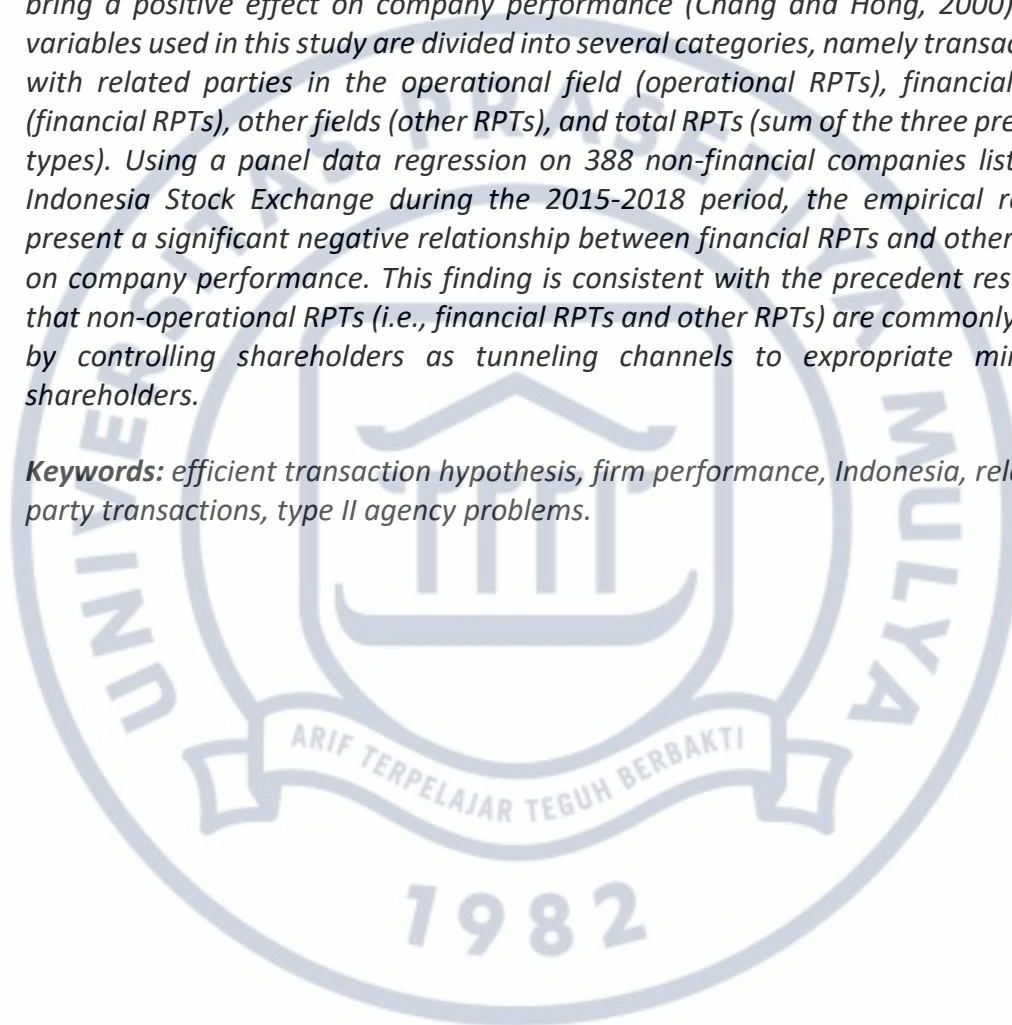 bring a positive effect on company performance (Chang and Hong, 2000)
variables used in this study are divided into several categories, namely transa
with related parties in the operational field (operational RPTs), financial
(financial RPTs), other fields (other RPTs), and total RPTs (sum of the three pre
types). Using a panel data regression on 388 non-financial companies list
Indonesia Stock Exchange during the 2015-2018 period, the empirical r
present a significant negative relationship between financial RPTs and other
on company performance. This finding is consistent with the precedent res
that non-operational RPTs (i.e., financial RPTs and other RPTs) are commonly
by controlling shareholders as tunneling channels to expropriate min
shareholders.
Keywords: efficient transaction hypothesis, firm performance, Indonesia, rel
party transactions, type II agency problems.
UNIVERSITAS PRASETIYA MULYA
ARIF TERPELAJAR TEGUH BERBAKTI
1982